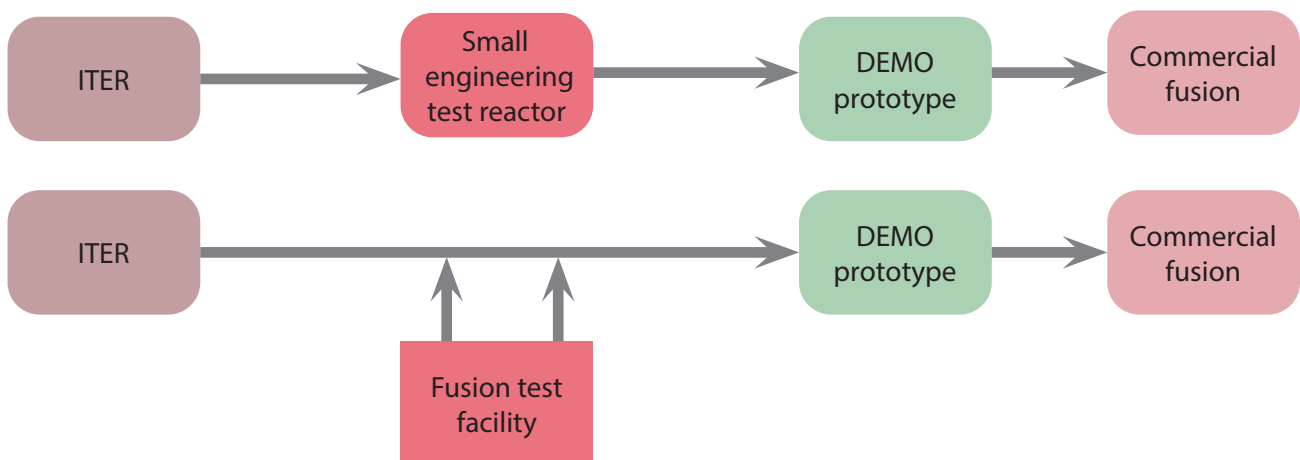 ITER
Small
engineering
test reactor
DEMO
prototype
Commercial
fusion
ITER
DEMO
prototype
Commercial
fusion
Fusion test
facility